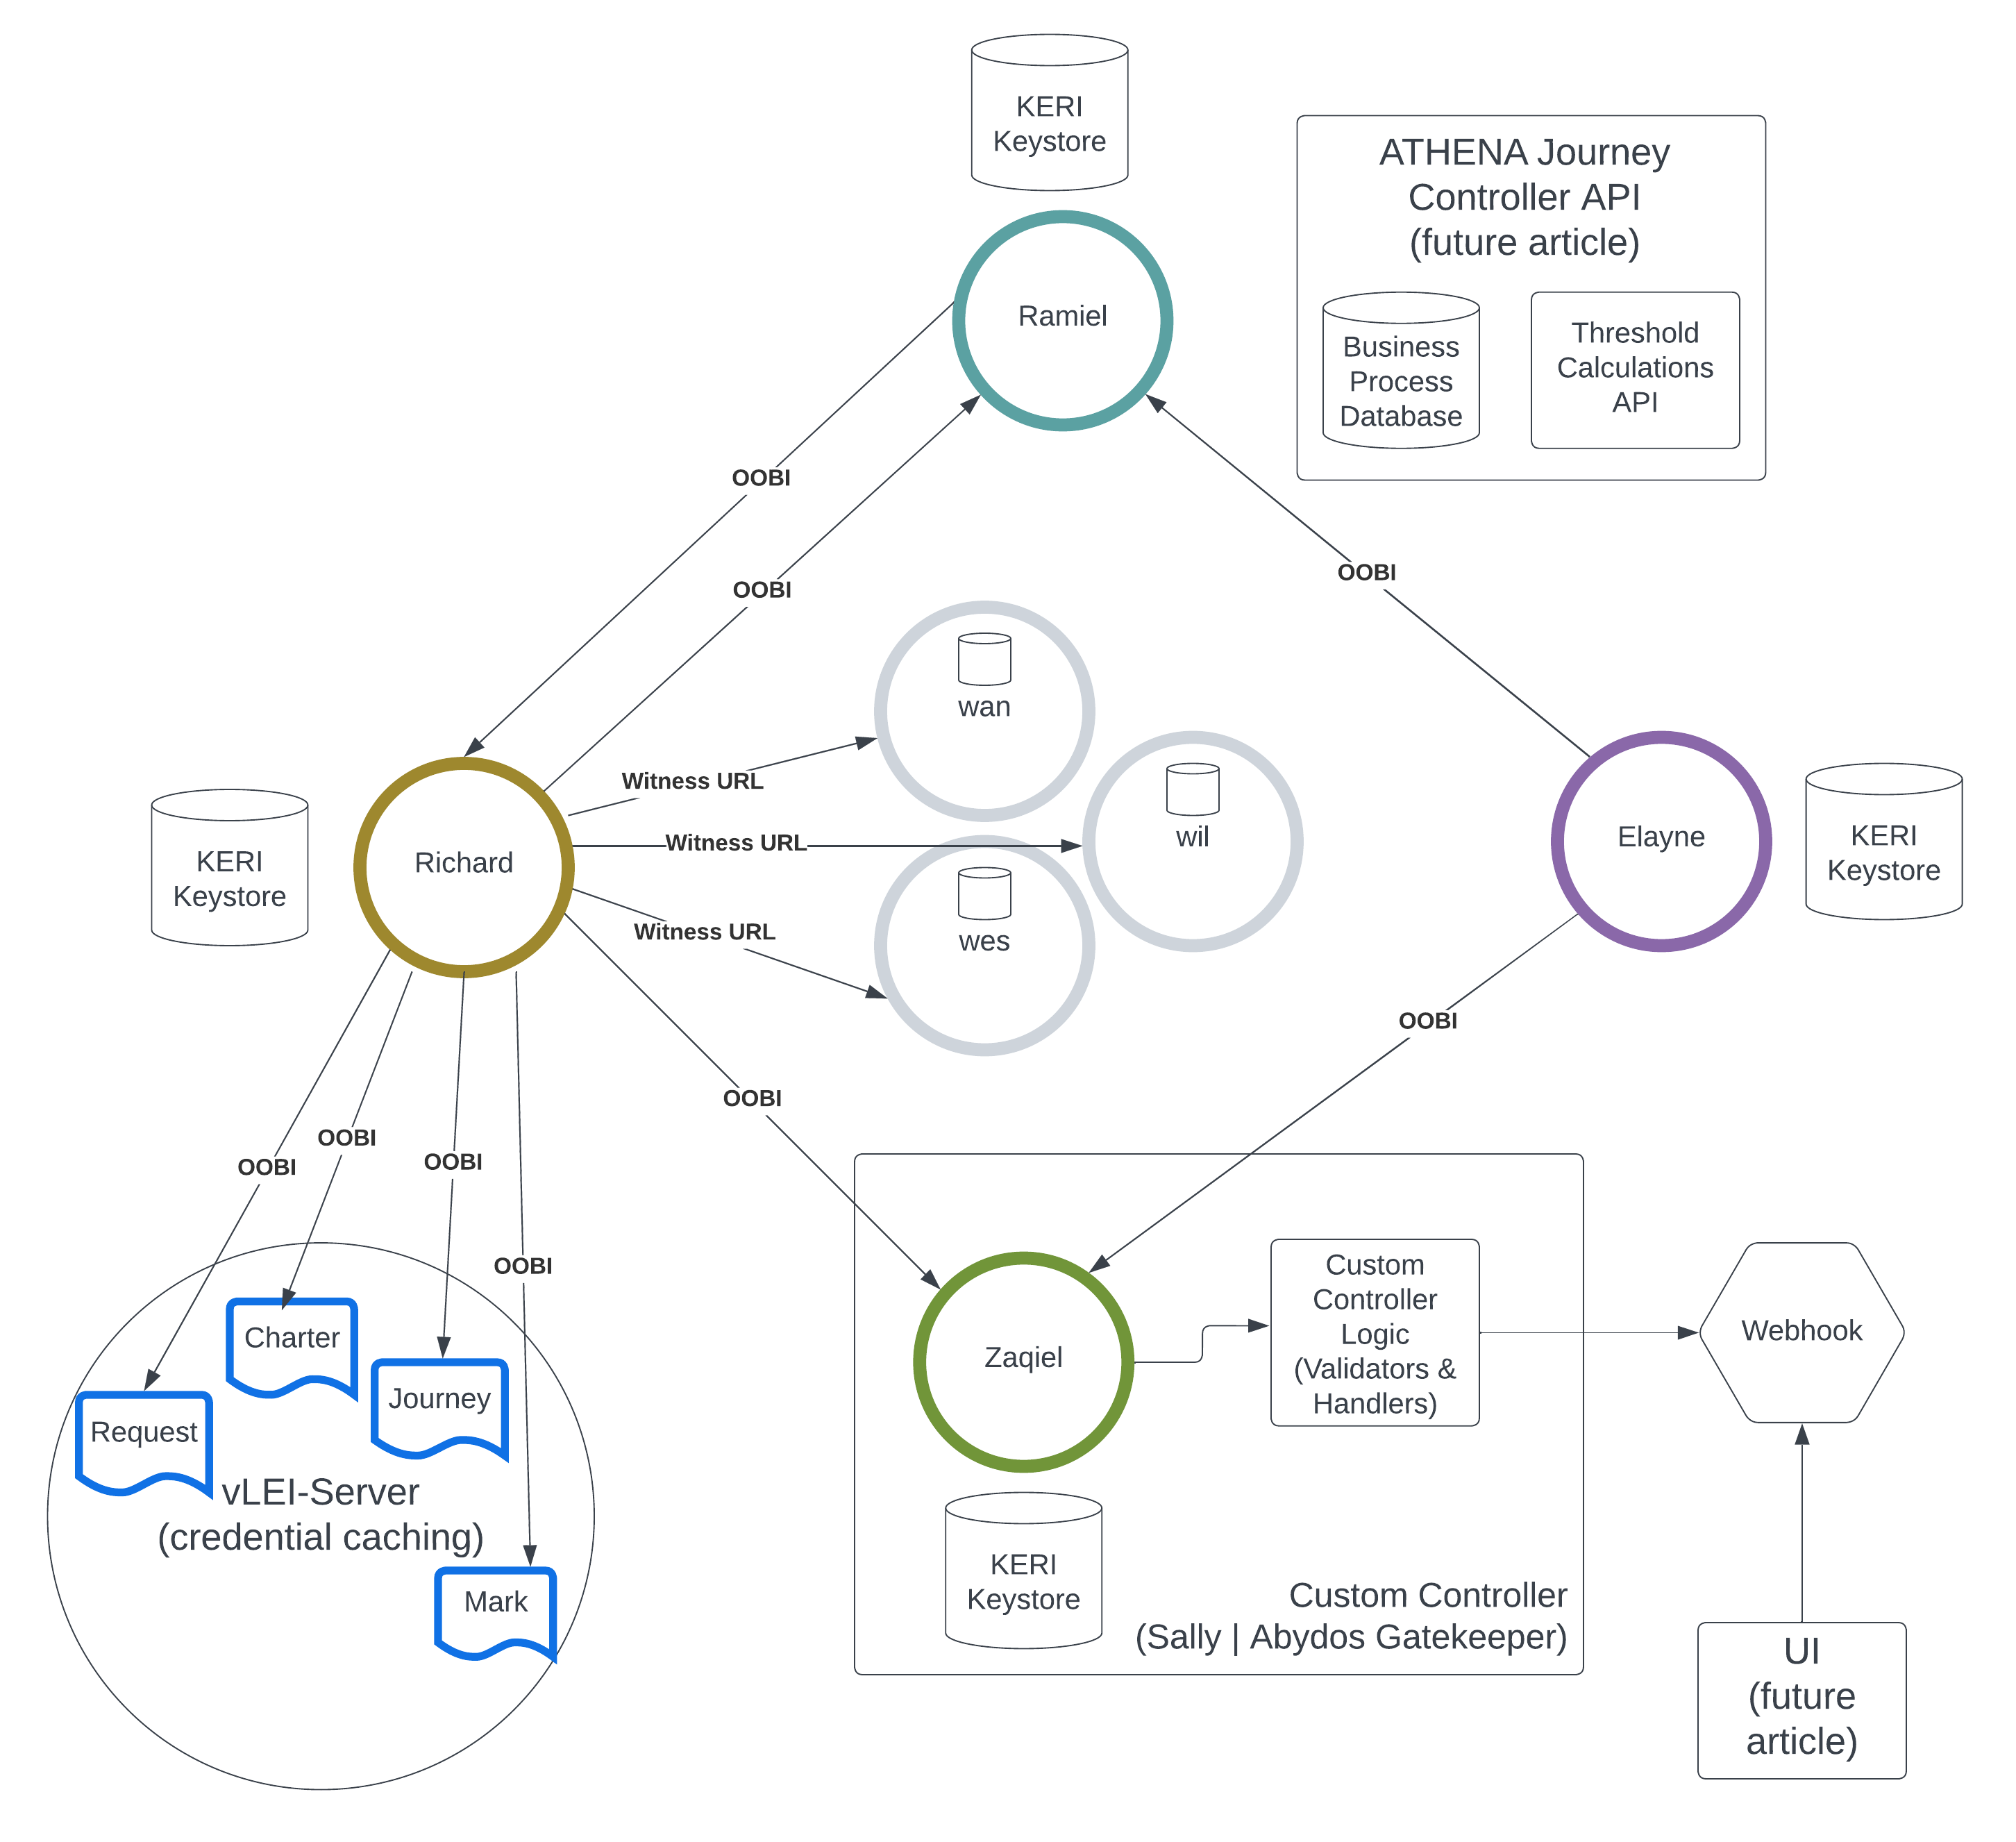 KERI
Keystore
ATHENA Journey
Controller API
(future article)
Ramiel
Business
Process
Database
Threshold
Calculations
API
OOBI
OOBI
OOBI
wan
Witness URL
KERI
Keystore
Richard
Witness URL
wil
Elayne
KERI
Keystore
Witness URL
wes
OOBI
OOBI
OOBI
OOBI
OOBI
OOBI
Custom
Controller
Logic
(Validators &
Handlers)
Charter
Journey
Request
Zaqiel
Webhook
vLEI-Server
(credential caching)
Mark
KERI
Keystore
Custom Controller
(Sally | Abydos Gatekeeper)
UI
(future
article)